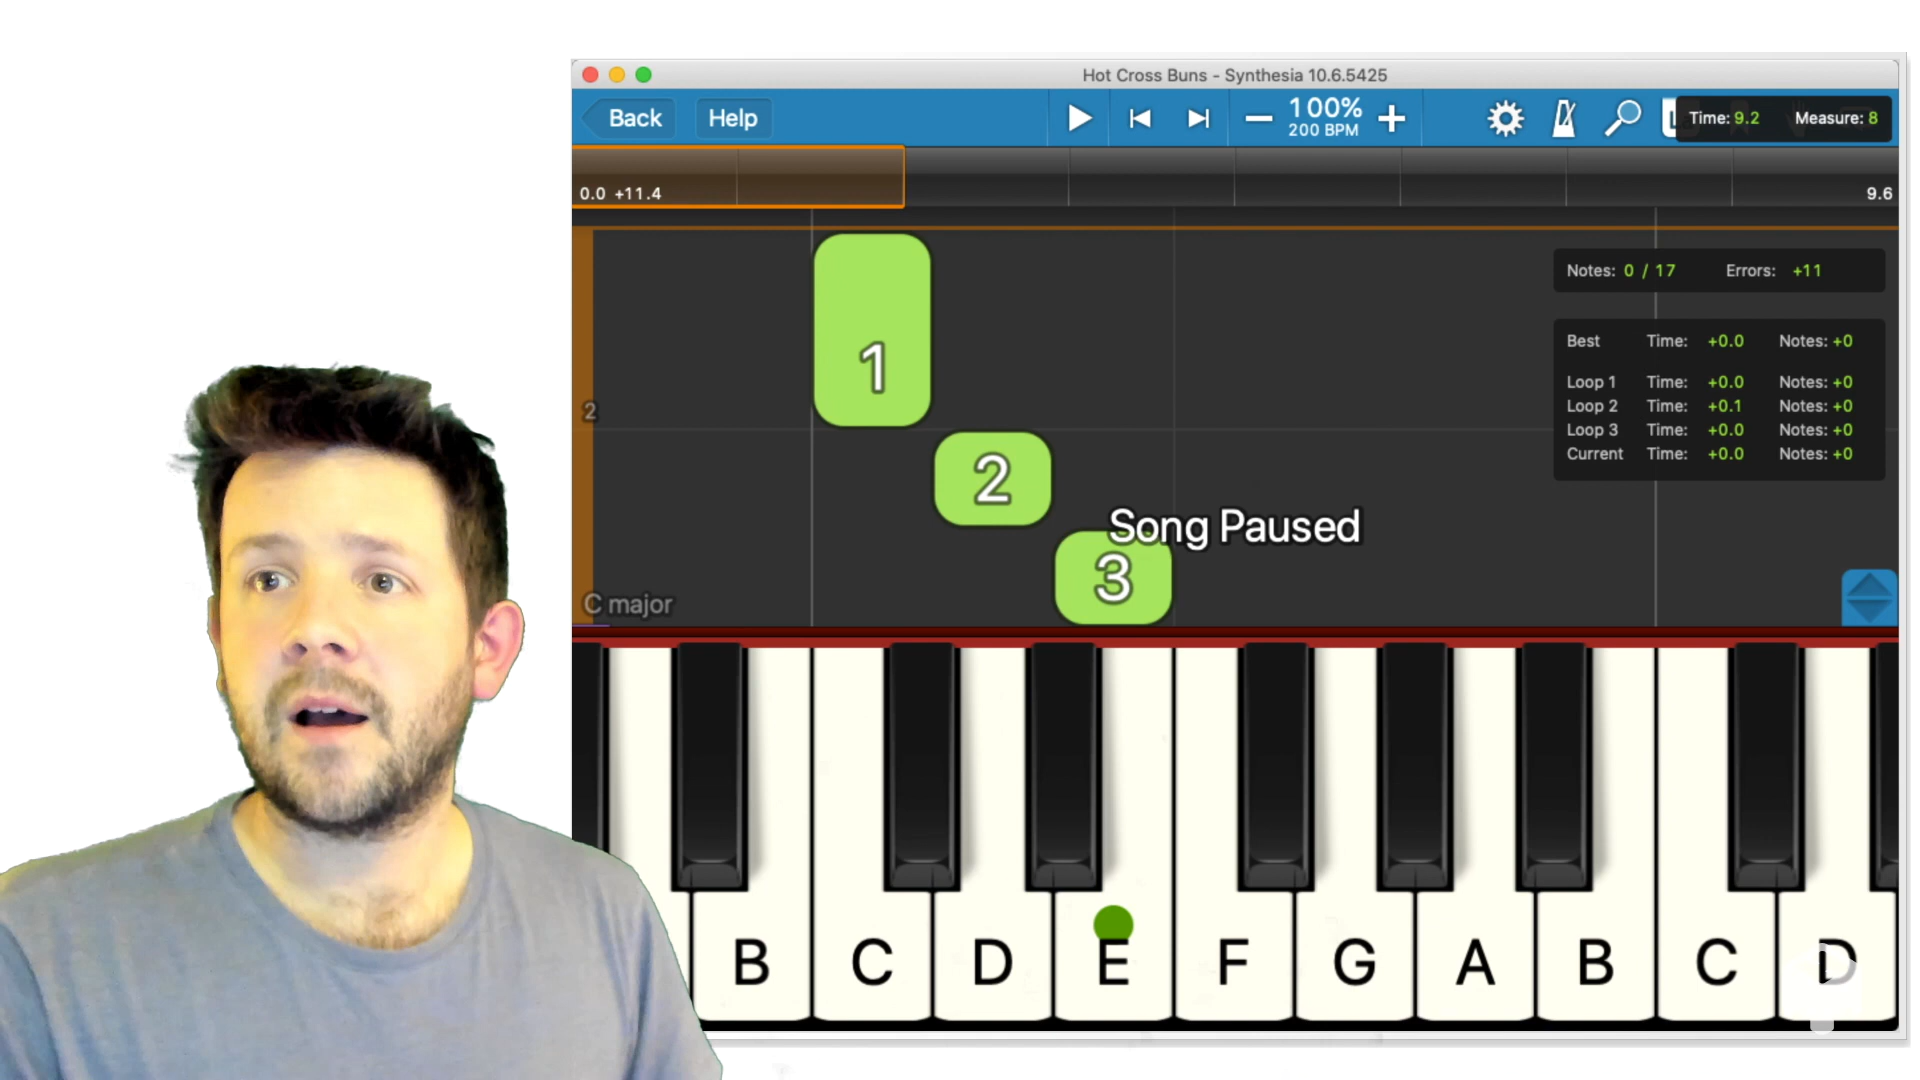 Hot Cross Buns - Synthesia 10.6.5425
Back Help 100% Time: 9.2 Measure: 8
200 BPM
0.0 +11.4 9.6
Notes: 0 / 17 Errors: +11
Best Time: +0.0 Notes: +0
Loop 1 Time: +0.0 Notes: +0
Loop 2 Time: +0.1 Notes: +0
Loop 3 Time: +0.0 Notes: +0
Current Time: +0.0 Notes: +0
1
2
2
Song Paused
3
C major
B C D E F G A B C D